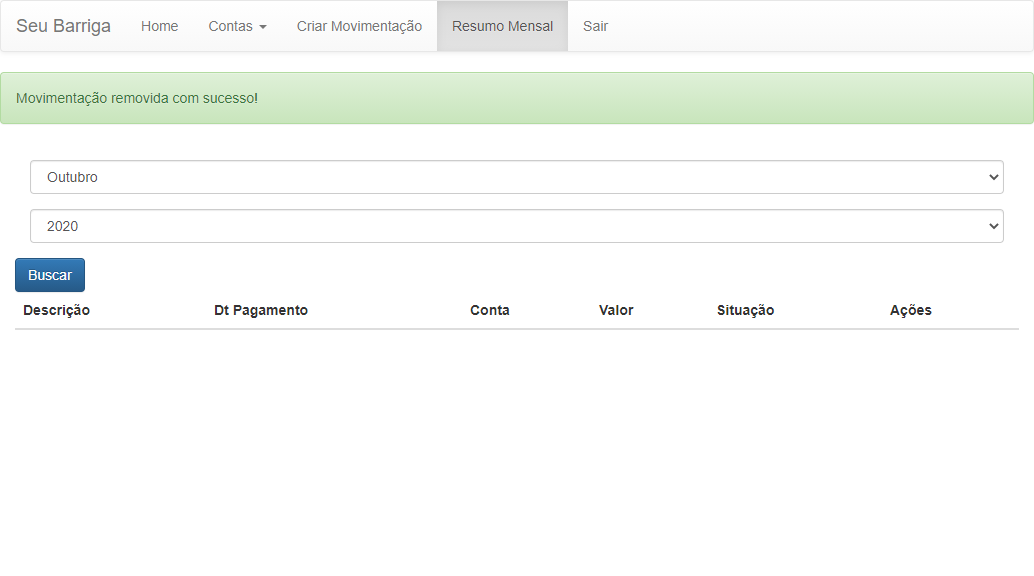 Seu Barriga Home Contas Criar Movimentação Resumo Mensal Sair
Movimentação removida com sucesso!
Outubro
2020
Buscar
Descrição Dt Pagamento Conta Valor Situação Ações